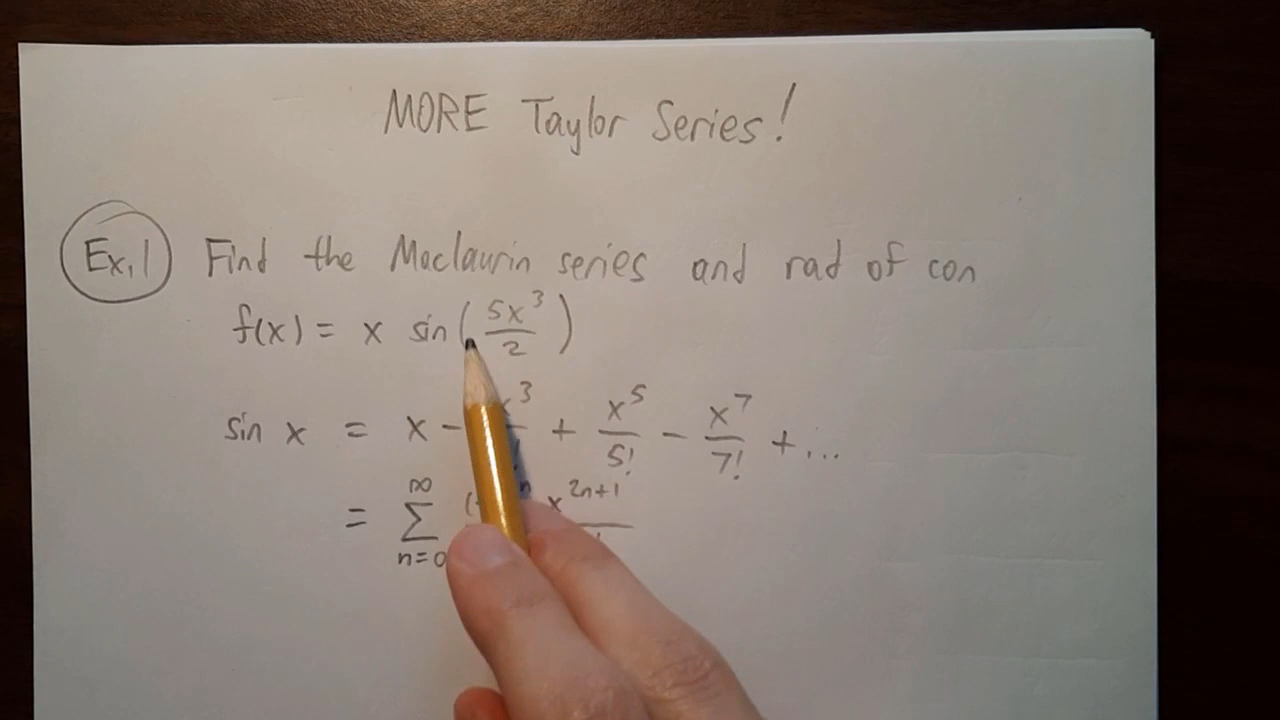 MORE Taylor Series!
Ex. 1 Find the Maclaurin series and rad of con
f(x) = x sin(5x^3/2)
sin x = x - x^3 + x^5/5! - x^7/7! + ...
= ∑ n=0 ∞ n x^2n+1